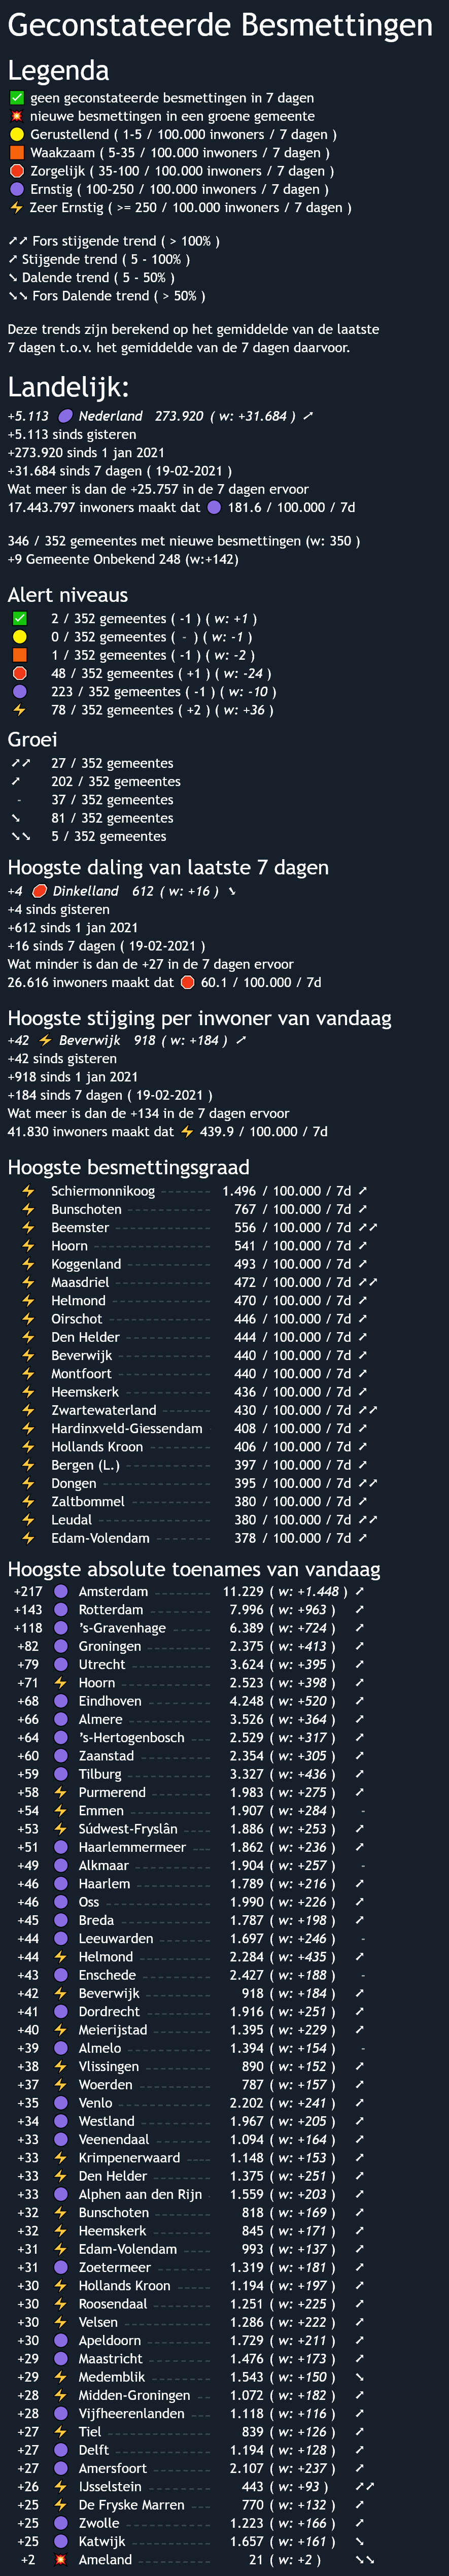 Geconstateerde Besmettingen
Legenda
geen geconstateerde besmettingen in 7 dagen
nieuwe besmettingen in een groene gemeente
Gerustellend ( 1-5 / 100.000 inwoners / 7 dagen )
Waakzaam ( 5-35 / 100.000 inwoners / 7 dagen )
Zorgelijk ( 35-100 / 100.000 inwoners / 7 dagen )
Ernstig ( 100-250 / 100.000 inwoners / 7 dagen )
Zeer Ernstig ( >= 250 / 100.000 inwoners / 7 dagen )
➚➚ Fors stijgende trend ( > 100% )
➚ Stijgende trend ( 5 - 100% )
➘ Dalende trend ( 5 - 50% )
➘➘ Fors Dalende trend ( > 50% )
Deze trends zijn berekend op het gemiddelde van de laatste
7 dagen t.o.v. het gemiddelde van de 7 dagen daarvoor.
Landelijk:
+5.113 Nederland 273.920 ( w: +31.684 ) ➚
+5.113 sinds gisteren
+273.920 sinds 1 jan 2021
+31.684 sinds 7 dagen ( 19-02-2021 )
Wat meer is dan de +25.757 in de 7 dagen ervoor
17.443.797 inwoners maakt dat 181.6 / 100.000 / 7d
346 / 352 gemeentes met nieuwe besmettingen (w: 350 )
+9 Gemeente Onbekend 248 (w:+142)
Alert niveaus
2 / 352 gemeentes ( -1 ) ( w: +1 )
0 / 352 gemeentes ( - ) ( w: -1 )
1 / 352 gemeentes ( -1 ) ( w: -2 )
48 / 352 gemeentes ( +1 ) ( w: -24 )
223 / 352 gemeentes ( -1 ) ( w: -10 )
78 / 352 gemeentes ( +2 ) ( w: +36 )
Groei
➚➚ 27 / 352 gemeentes
➚ 202 / 352 gemeentes
- 37 / 352 gemeentes
➘ 81 / 352 gemeentes
➘➘ 5 / 352 gemeentes
Hoogste daling van laatste 7 dagen
+4 Dinkelland 612 ( w: +16 ) ➘
+4 sinds gisteren
+612 sinds 1 jan 2021
+16 sinds 7 dagen ( 19-02-2021 )
Wat minder is dan de +27 in de 7 dagen ervoor
26.616 inwoners maakt dat 60.1 / 100.000 / 7d
Hoogste stijging per inwoner van vandaag
+42 Beverwijk 918 ( w: +184 ) ➚
+42 sinds gisteren
+918 sinds 1 jan 2021
+184 sinds 7 dagen ( 19-02-2021 )
Wat meer is dan de +134 in de 7 dagen ervoor
41.830 inwoners maakt dat 439.9 / 100.000 / 7d
Hoogste besmettingsgraad
Schiermonnikoog 1.496 / 100.000 / 7d ➚
Bunschoten 767 / 100.000 / 7d ➚
Beemster 556 / 100.000 / 7d ➚➚
Hoorn 541 / 100.000 / 7d ➚
Koggenland 493 / 100.000 / 7d ➚
Maasdriel 472 / 100.000 / 7d ➚➚
Helmond 470 / 100.000 / 7d ➚
Oirschot 446 / 100.000 / 7d ➚
Den Helder 444 / 100.000 / 7d ➚
Beverwijk 440 / 100.000 / 7d ➚
Montfoort 440 / 100.000 / 7d ➚
Heemskerk 436 / 100.000 / 7d ➚
Zwartewaterland 430 / 100.000 / 7d ➚➚
Hardinxveld-Giessendam 408 / 100.000 / 7d ➚
Hollands Kroon 406 / 100.000 / 7d ➚
Bergen (L.) 397 / 100.000 / 7d ➚
Dongen 395 / 100.000 / 7d ➚➚
Zaltbommel 380 / 100.000 / 7d ➚
Leudal 380 / 100.000 / 7d ➚➚
Edam-Volendam 378 / 100.000 / 7d ➚
Hoogste absolute toenames van vandaag
+217 Amsterdam 11.229 ( w: +1.448 ) ➚
+143 Rotterdam 7.996 ( w: +963 ) ➚
+118 's-Gravenhage 6.389 ( w: +724 ) ➚
+82 Groningen 2.375 ( w: +413 ) ➚
+79 Utrecht 3.624 ( w: +395 ) ➚
+71 Hoorn 2.523 ( w: +398 ) ➚
+68 Eindhoven 4.248 ( w: +520 ) ➚
+66 Almere 3.526 ( w: +364 ) ➚
+64 's-Hertogenbosch 2.529 ( w: +317 ) ➚
+60 Zaanstad 2.354 ( w: +305 ) ➚
+59 Tilburg 3.327 ( w: +436 ) ➚
+58 Purmerend 1.983 ( w: +275 ) ➚
+54 Emmen 1.907 ( w: +284 ) -
+53 Súdwest-Fryslân 1.886 ( w: +253 ) ➚
+51 Haarlemmermeer 1.862 ( w: +236 ) ➚
+49 Alkmaar 1.904 ( w: +257 ) -
+46 Haarlem 1.789 ( w: +216 ) ➚
+46 Oss 1.990 ( w: +226 ) ➚
+45 Breda 1.787 ( w: +198 ) ➚
+44 Leeuwarden 1.697 ( w: +246 ) -
+44 Helmond 2.284 ( w: +435 ) ➚
+43 Enschede 2.427 ( w: +188 ) -
+42 Beverwijk 918 ( w: +184 ) ➚
+41 Dordrecht 1.916 ( w: +251 ) ➚
+40 Meierijstad 1.395 ( w: +229 ) ➚
+39 Almelo 1.394 ( w: +154 ) -
+38 Vlissingen 890 ( w: +152 ) ➚
+37 Woerden 787 ( w: +157 ) ➚
+35 Venlo 2.202 ( w: +241 ) ➚
+34 Westland 1.967 ( w: +205 ) ➚
+33 Veenendaal 1.094 ( w: +164 ) ➚
+33 Krimpenerwaard 1.148 ( w: +153 ) ➚
+33 Den Helder 1.375 ( w: +251 ) ➚
+33 Alphen aan den Rijn 1.559 ( w: +203 ) ➚
+32 Bunschoten 818 ( w: +169 ) ➚
+32 Heemskerk 845 ( w: +171 ) ➚
+31 Edam-Volendam 993 ( w: +137 ) ➚
+31 Zoetermeer 1.319 ( w: +181 ) ➚
+30 Hollands Kroon 1.194 ( w: +197 ) ➚
+30 Roosendaal 1.251 ( w: +225 ) ➚
+30 Velsen 1.286 ( w: +222 ) ➚
+30 Apeldoorn 1.729 ( w: +211 ) ➚
+29 Maastricht 1.476 ( w: +173 ) ➚
+29 Medemblik 1.543 ( w: +150 ) ➘
+28 Midden-Groningen 1.072 ( w: +182 ) ➚
+28 Vijfheerenlanden 1.118 ( w: +116 ) ➚
+27 Tiel 839 ( w: +126 ) ➚
+27 Delft 1.194 ( w: +128 ) ➚
+27 Amersfoort 2.107 ( w: +237 ) ➚
+26 IJsselstein 443 ( w: +93 ) ➚➚
+25 De Fryske Marren 770 ( w: +132 ) ➚
+25 Zwolle 1.223 ( w: +166 ) ➚
+25 Katwijk 1.657 ( w: +161 ) ➘
+2 Ameland 21 ( w: +2 ) ➘➘